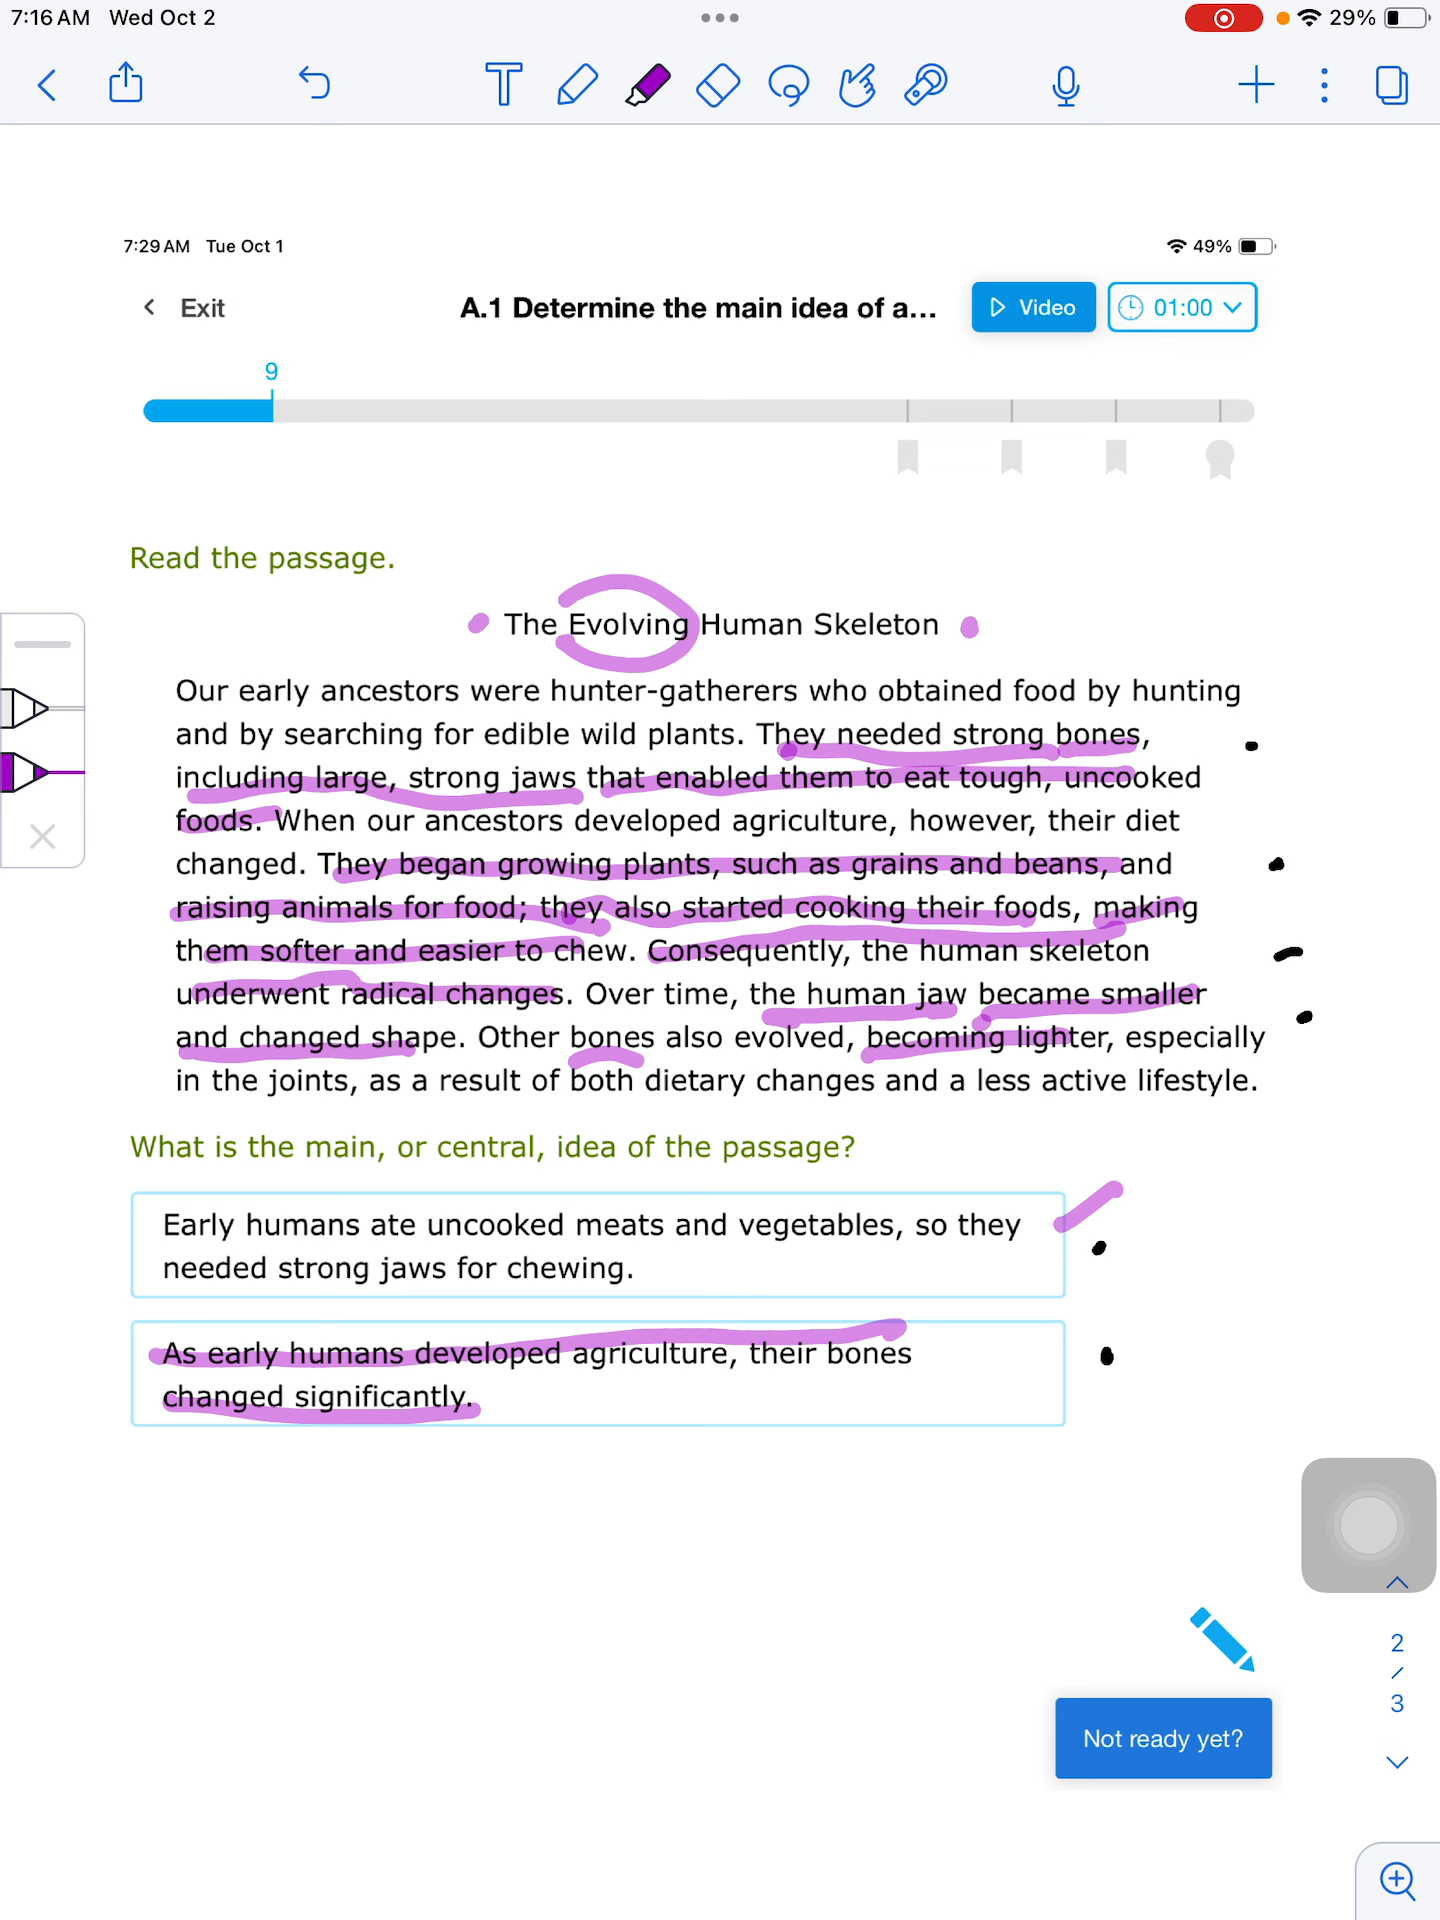 7:16 AM Wed Oct 2
29%
7:29 AM Tue Oct 1
49%
Exit
A.1 Determine the main idea of a...
Video
01:00
9
Read the passage.
The Evolving Human Skeleton
Our early ancestors were hunter-gatherers who obtained food by hunting
and by searching for edible wild plants. They needed strong bones,
including large, strong jaws that enabled them to eat tough, uncooked
foods. When our ancestors developed agriculture, however, their diet
changed. They began growing plants, such as grains and beans, and
raising animals for food; they also started cooking their foods, making
them softer and easier to chew. Consequently, the human skeleton
underwent radical changes. Over time, the human jaw became smaller
and changed shape. Other bones also evolved, becoming lighter, especially
in the joints, as a result of both dietary changes and a less active lifestyle.
What is the main, or central, idea of the passage?
Early humans ate uncooked meats and vegetables, so they
needed strong jaws for chewing.
As early humans developed agriculture, their bones
changed significantly.
2
/
3
Not ready yet?